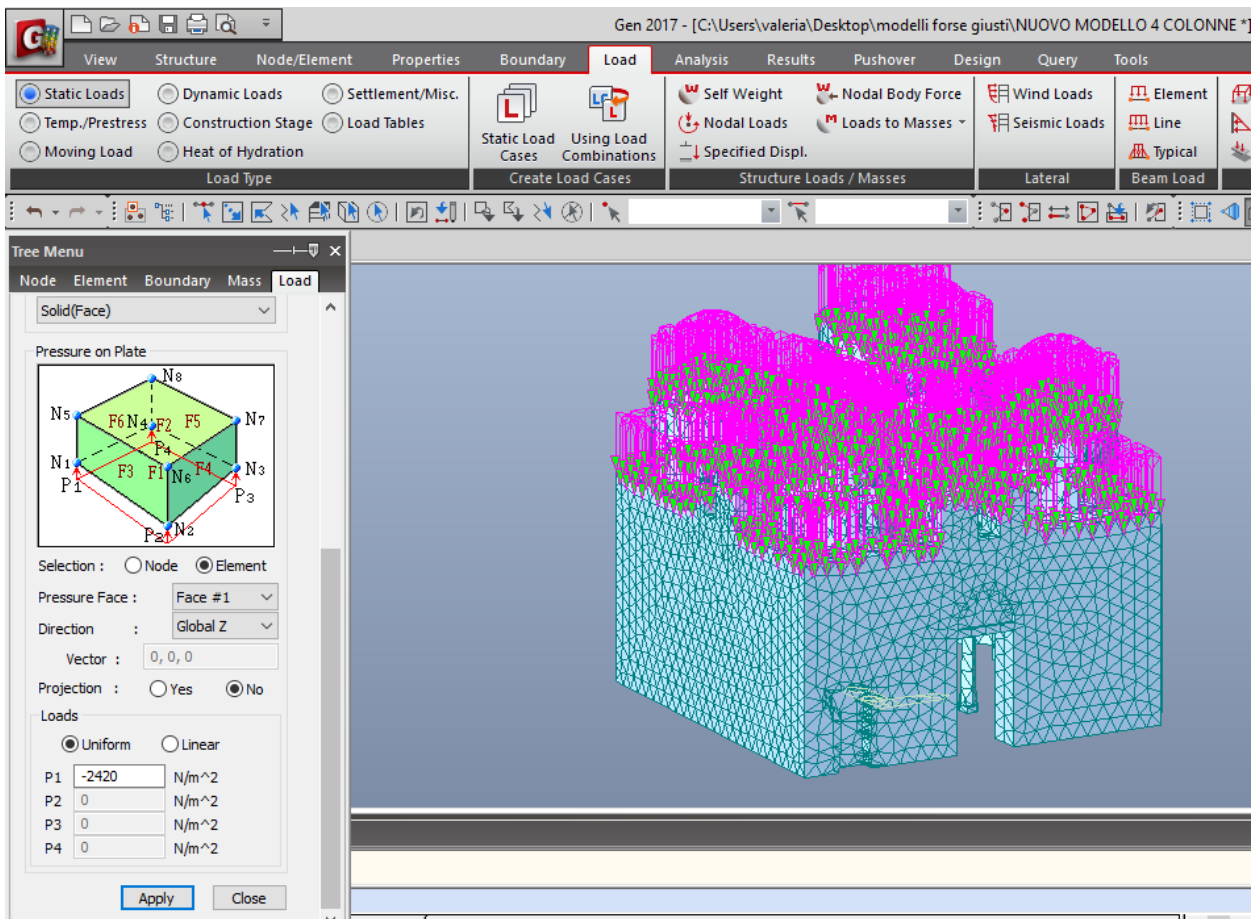 Gen 2017 - [C:\Users\valeria\Desktop\modelli forse giusti\NUOVO MODELLO 4 COLONNE *]
View Structure Node/Element Properties Boundary Load Analysis Results Pushover Design Query Tools
Static Loads Dynamic Loads Settlement/Misc.
Temp./Prestress Construction Stage Load Tables
Moving Load Heat of Hydration
Load Type
Static Load Cases
Using Load Combinations
Create Load Cases
Self Weight Nodal Body Force
Nodal Loads Loads to Masses
Specified Displ.
Structure Loads / Masses
Wind Loads
Seismic Loads
Lateral
Element
Line
Typical
Beam Load
Tree Menu
Node Element Boundary Mass Load
Solid(Face)
Pressure on Plate
N8
N5 F6 N4 F2 F5 N7
P4
N1 F3 F1 N6 F4 N3
P1 P3
P2 N2
Selection : Node Element
Pressure Face : Face #1
Direction : Global Z
Vector : 0, 0, 0
Projection : Yes No
Loads
Uniform Linear
P1 -2420 N/m^2
P2 0 N/m^2
P3 0 N/m^2
P4 0 N/m^2
Apply Close